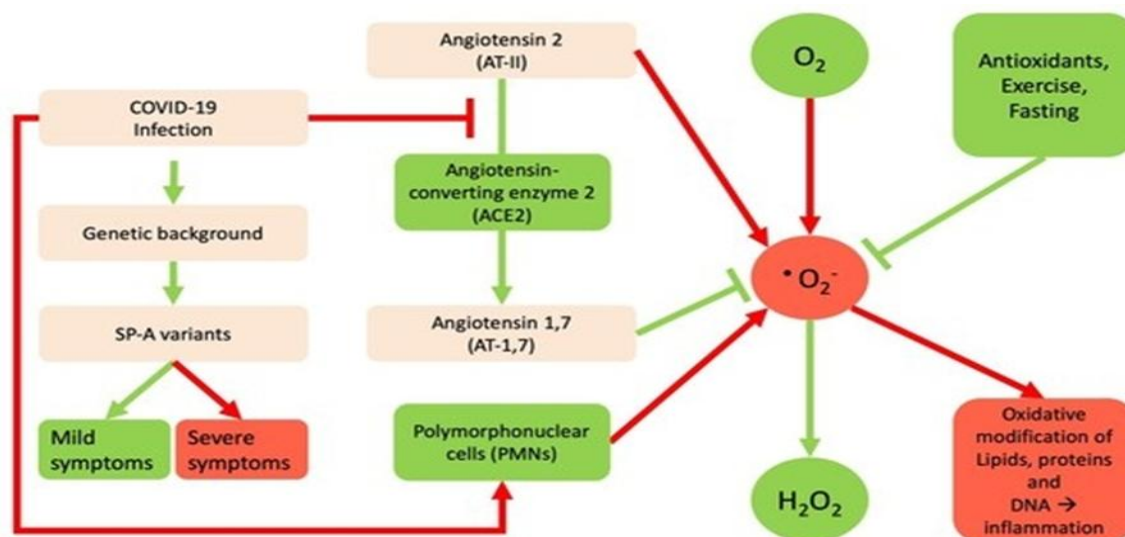 Angiotensin 2
(AT-II)
O₂
Antioxidants,
Exercise,
Fasting
COVID-19
Infection
Angiotensin-
converting enzyme 2
(ACE2)
Genetic background
•O₂⁻
SP-A variants
Angiotensin 1,7
(AT-1,7)
Mild
symptoms
Severe
symptoms
Polymorphonuclear
cells (PMNs)
H₂O₂
Oxidative
modification of
Lipids, proteins
and
DNA →
inflammation